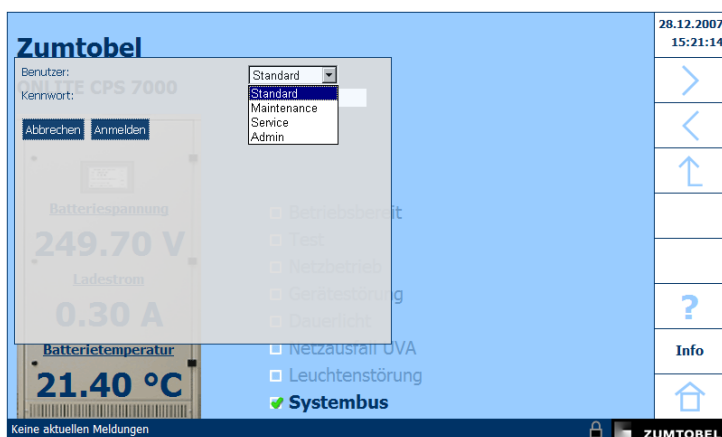 28.12.2007
15:21:14
Zumtobel
ONLITE CPS 7000
Benutzer:
Standard
Kennwort:
Standard
Maintenance
Service
Admin
Abbrechen Anmelden
Batteriespannung
249.70 V
Ladestrom
0.30 A
Batterietemperatur
21.40 °C
Betriebsbereit
Test
Netzbetrieb
Gerätestörung
Dauerlicht
Netzausfall UVA
Leuchtenstörung
Systembus
?
Info
Keine aktuellen Meldungen
ZUMTOBEL